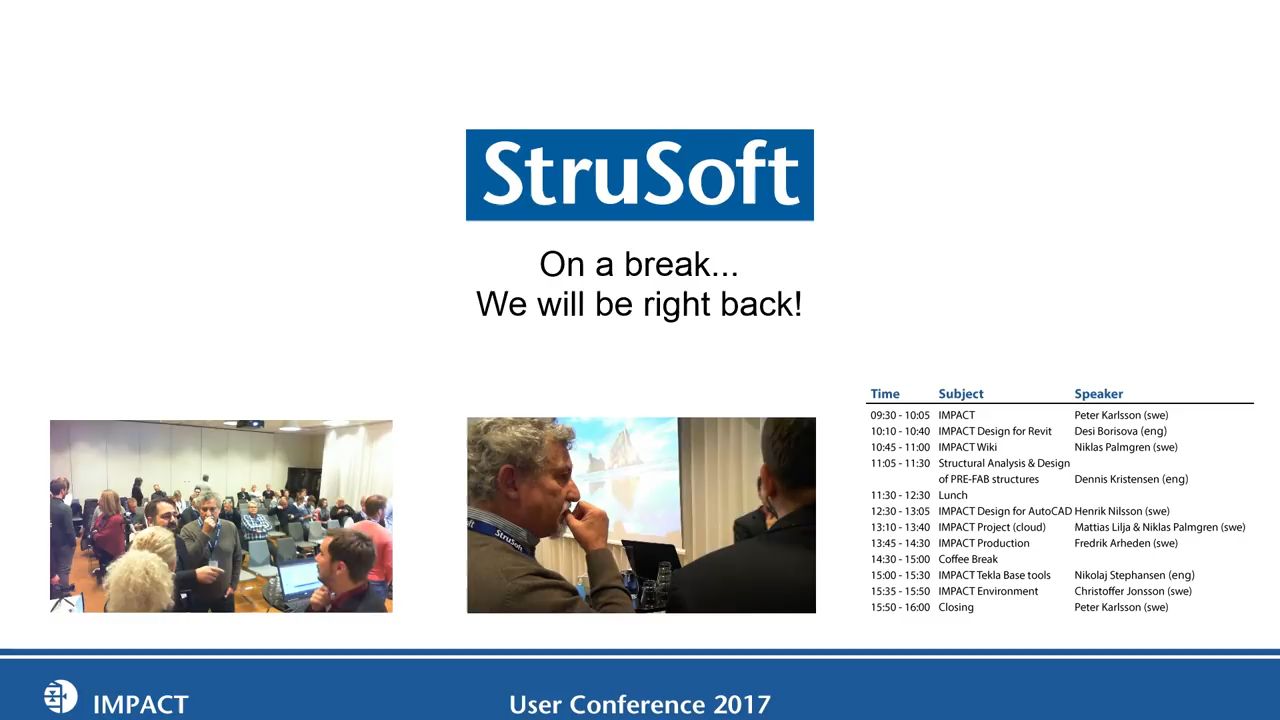 StruSoft
On a break...
We will be right back!
Time Subject Speaker
09:30 - 10:05 IMPACT Peter Karlsson (swe)
10:10 - 10:40 IMPACT Design for Revit Desi Borisova (eng)
10:45 - 11:00 IMPACT Wiki Niklas Palmgren (swe)
11:05 - 11:30 Structural Analysis & Design
of PRE-FAB structures Dennis Kristensen (eng)
11:30 - 12:30 Lunch
12:30 - 13:05 IMPACT Design for AutoCAD Henrik Nilsson (swe)
13:10 - 13:40 IMPACT Project (cloud) Mattias Lilja & Niklas Palmgren (swe)
13:45 - 14:30 IMPACT Production Fredrik Arheden (swe)
14:30 - 15:00 Coffee Break
15:00 - 15:30 IMPACT Tekla Base tools Nikolaj Stephansen (eng)
15:35 - 15:50 IMPACT Environment Christoffer Jonsson (swe)
15:50 - 16:00 Closing Peter Karlsson (swe)
StruSoft
IMPACT
User Conference 2017